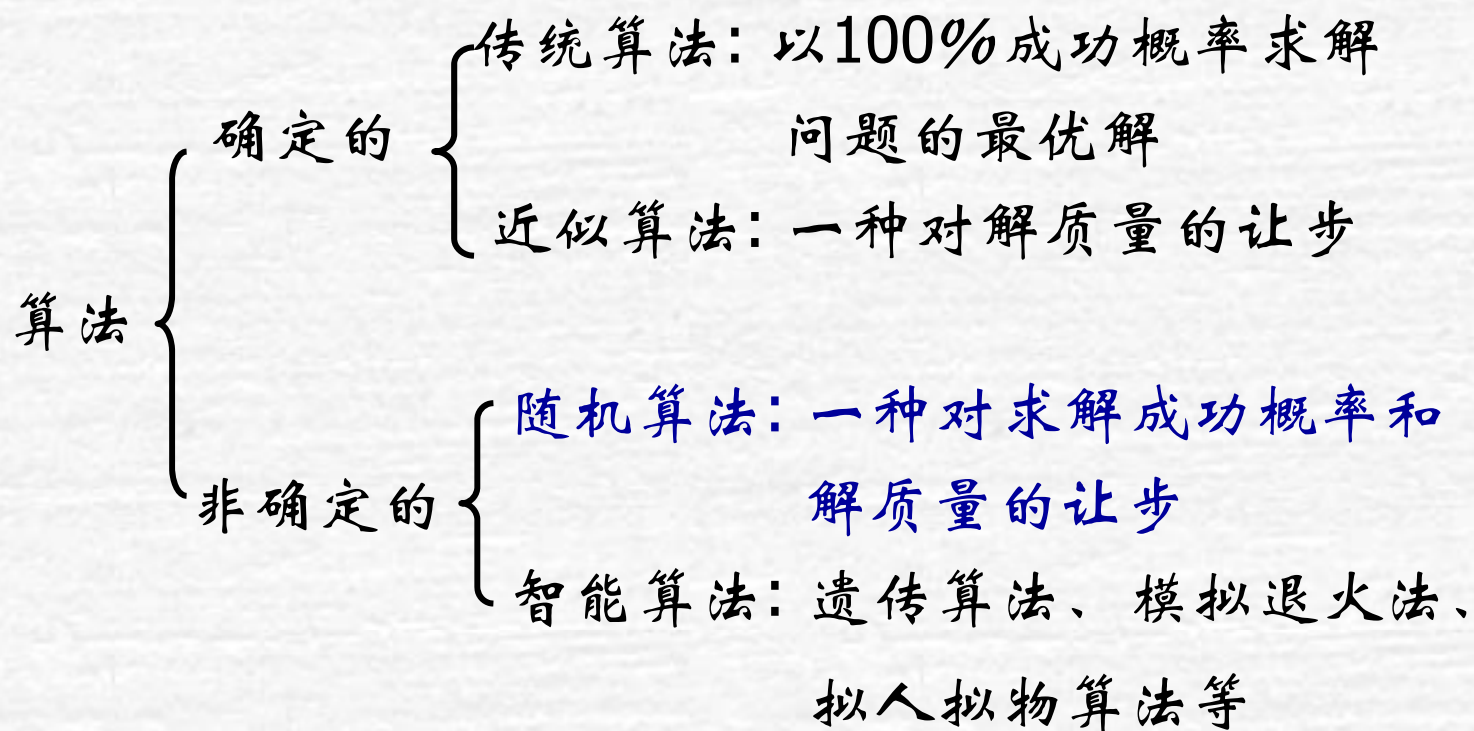 传统算法：以100%成功概率求解
确定的
问题的最优解
近似算法：一种对解质量的让步
算法
随机算法：一种对求解成功概率和
非确定的
解质量的让步
智能算法：遗传算法、模拟退火法、
拟人拟物算法等